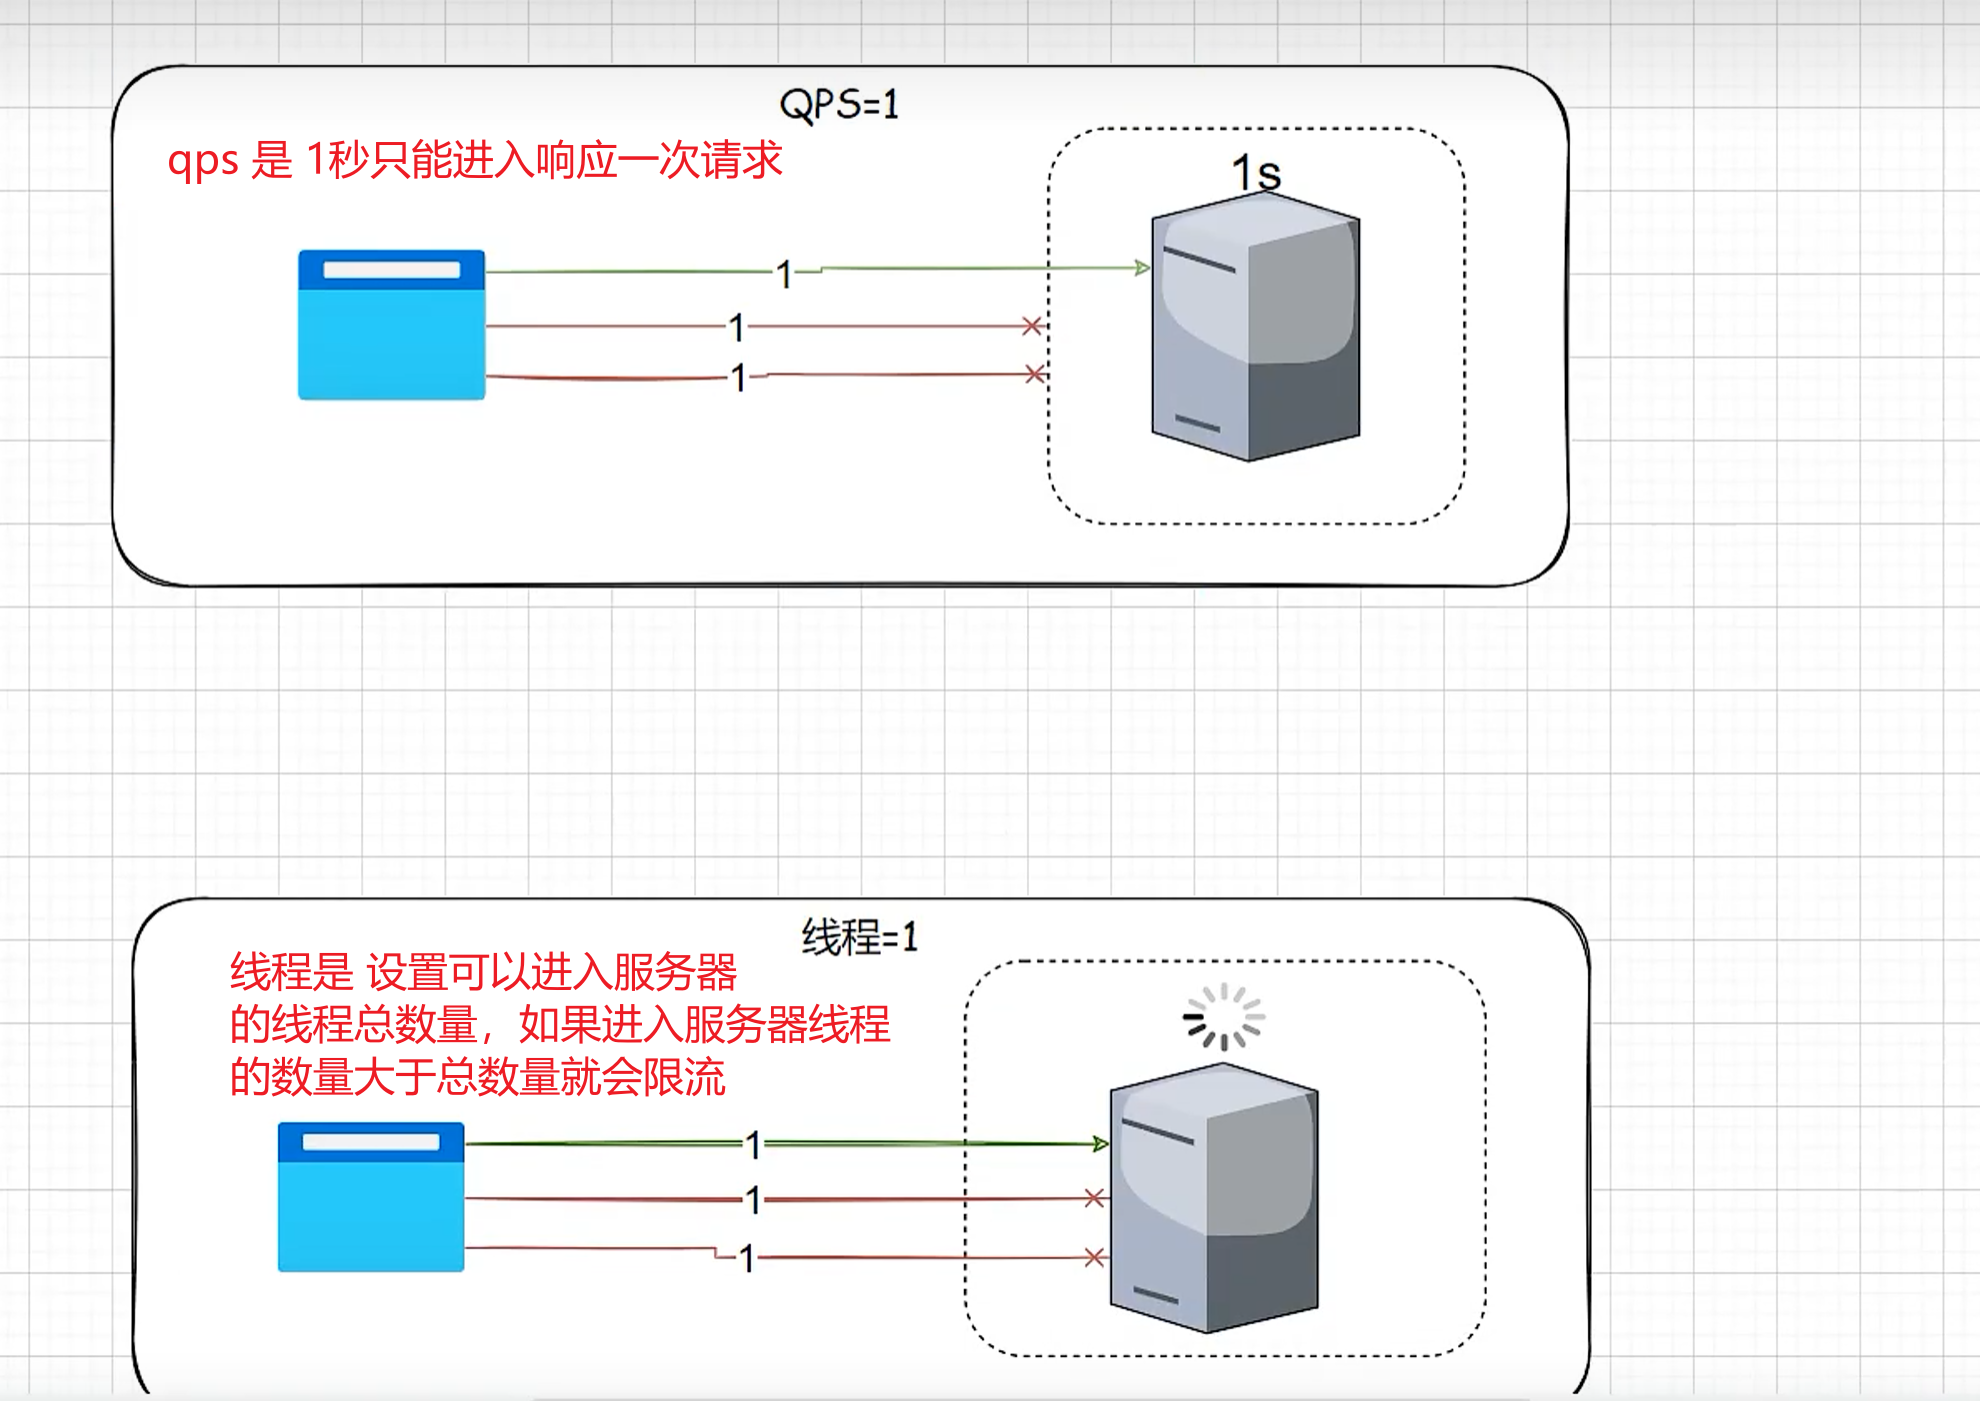 QPS=1
qps 是 1秒只能进入响应一次请求
1s
1
1
1
线程=1
线程是 设置可以进入服务器
的线程总数量，如果进入服务器线程
的数量大于总数量就会限流
1
1
1